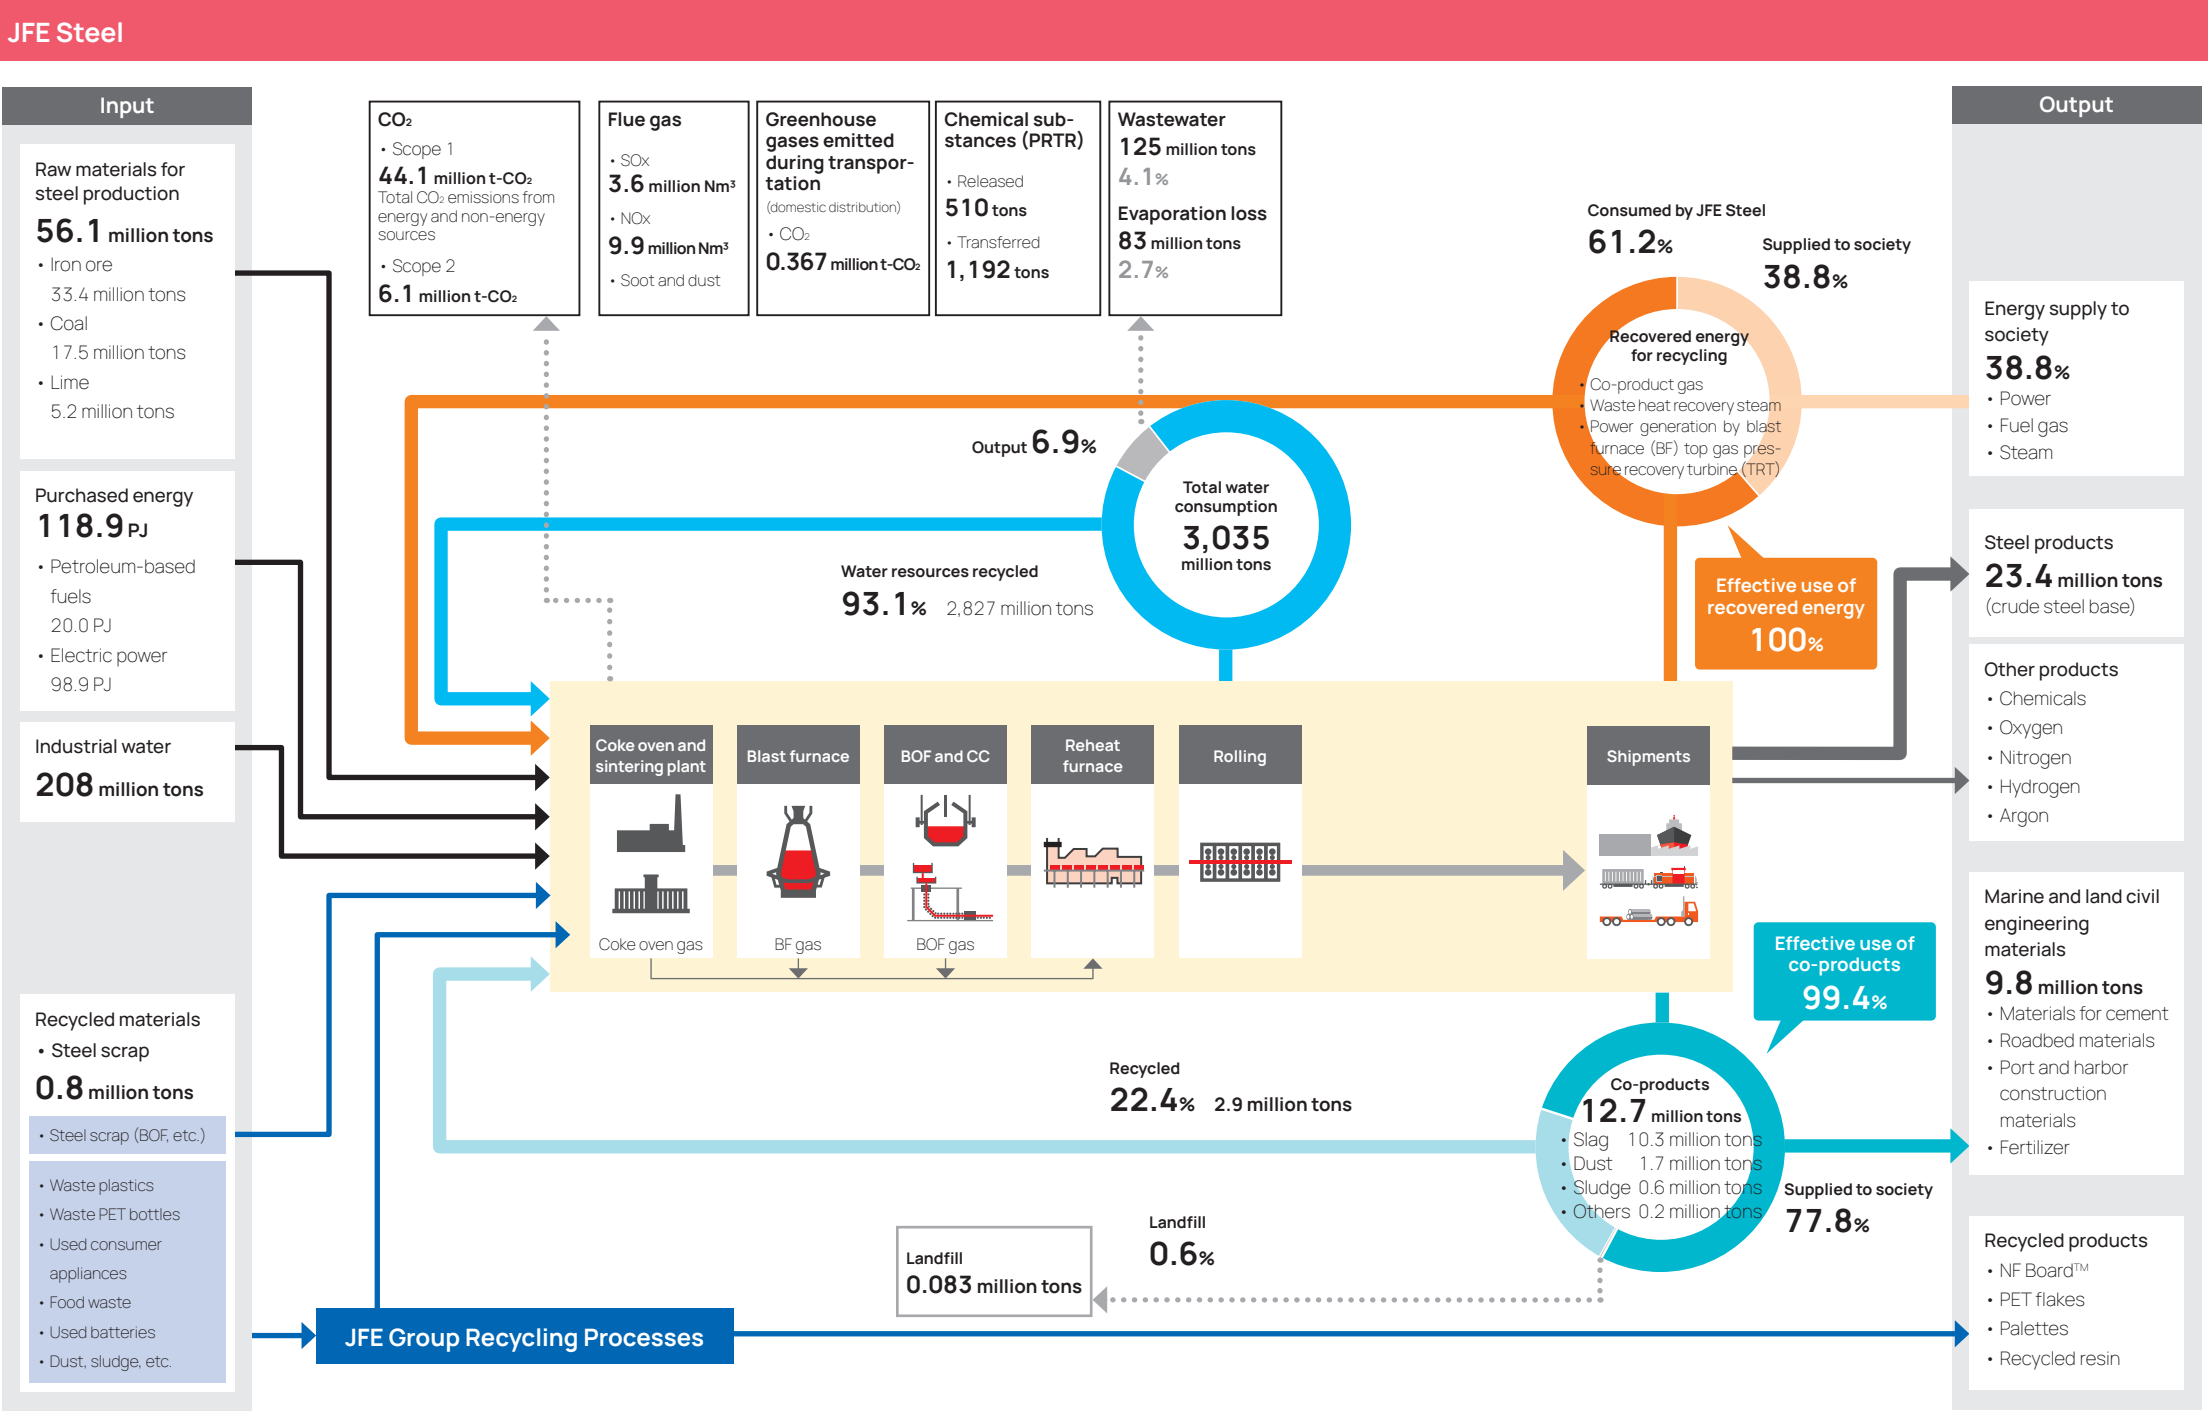 JFE Steel
Input
Raw materials for
steel production
56.1 million tons
• Iron ore
33.4 million tons
• Coal
17.5 million tons
• Lime
5.2 million tons
Purchased energy
118.9 PJ
• Petroleum-based
fuels
20.0 PJ
• Electric power
98.9 PJ
Industrial water
208 million tons
Recycled materials
• Steel scrap
0.8 million tons
• Steel scrap (BOF, etc.)
• Waste plastics
• Waste PET bottles
• Used consumer
appliances
• Food waste
• Used batteries
• Dust, sludge, etc.
CO₂
• Scope 1
44.1 million t-CO₂
Total CO₂ emissions from
energy and non-energy
sources
• Scope 2
6.1 million t-CO₂
Flue gas
• SOx
3.6 million Nm³
• NOx
9.9 million Nm³
• Soot and dust
Greenhouse
gases emitted
during transpor-
tation
(domestic distribution)
• CO₂
0.367 million t-CO₂
Chemical sub-
stances (PRTR)
• Released
510 tons
• Transferred
1,192 tons
Wastewater
125 million tons
4.1%
Evaporation loss
83 million tons
2.7%
Consumed by JFE Steel
61.2%
Supplied to society
38.8%
Recovered energy
for recycling
• Co-product gas
• Waste heat recovery steam
• Power generation by blast
furnace (BF) top gas pres-
sure recovery turbine (TRT)
Effective use of
recovered energy
100%
Output 6.9%
Total water
consumption
3,035
million tons
Water resources recycled
93.1% 2,827 million tons
Coke oven and
sintering plant
Coke oven gas
Blast furnace
BF gas
BOF and CC
BOF gas
Reheat
furnace
Rolling
Shipments
Effective use of
co-products
99.4%
Recycled
22.4% 2.9 million tons
Co-products
12.7 million tons
• Slag 10.3 million tons
• Dust 1.7 million tons
• Sludge 0.6 million tons
• Others 0.2 million tons
Supplied to society
77.8%
Landfill
0.6%
Landfill
0.083 million tons
JFE Group Recycling Processes
Output
Energy supply to
society
38.8%
• Power
• Fuel gas
• Steam
Steel products
23.4 million tons
(crude steel base)
Other products
• Chemicals
• Oxygen
• Nitrogen
• Hydrogen
• Argon
Marine and land civil
engineering
materials
9.8 million tons
• Materials for cement
• Roadbed materials
• Port and harbor
construction
materials
• Fertilizer
Recycled products
• NF Board™
• PET flakes
• Palettes
• Recycled resin